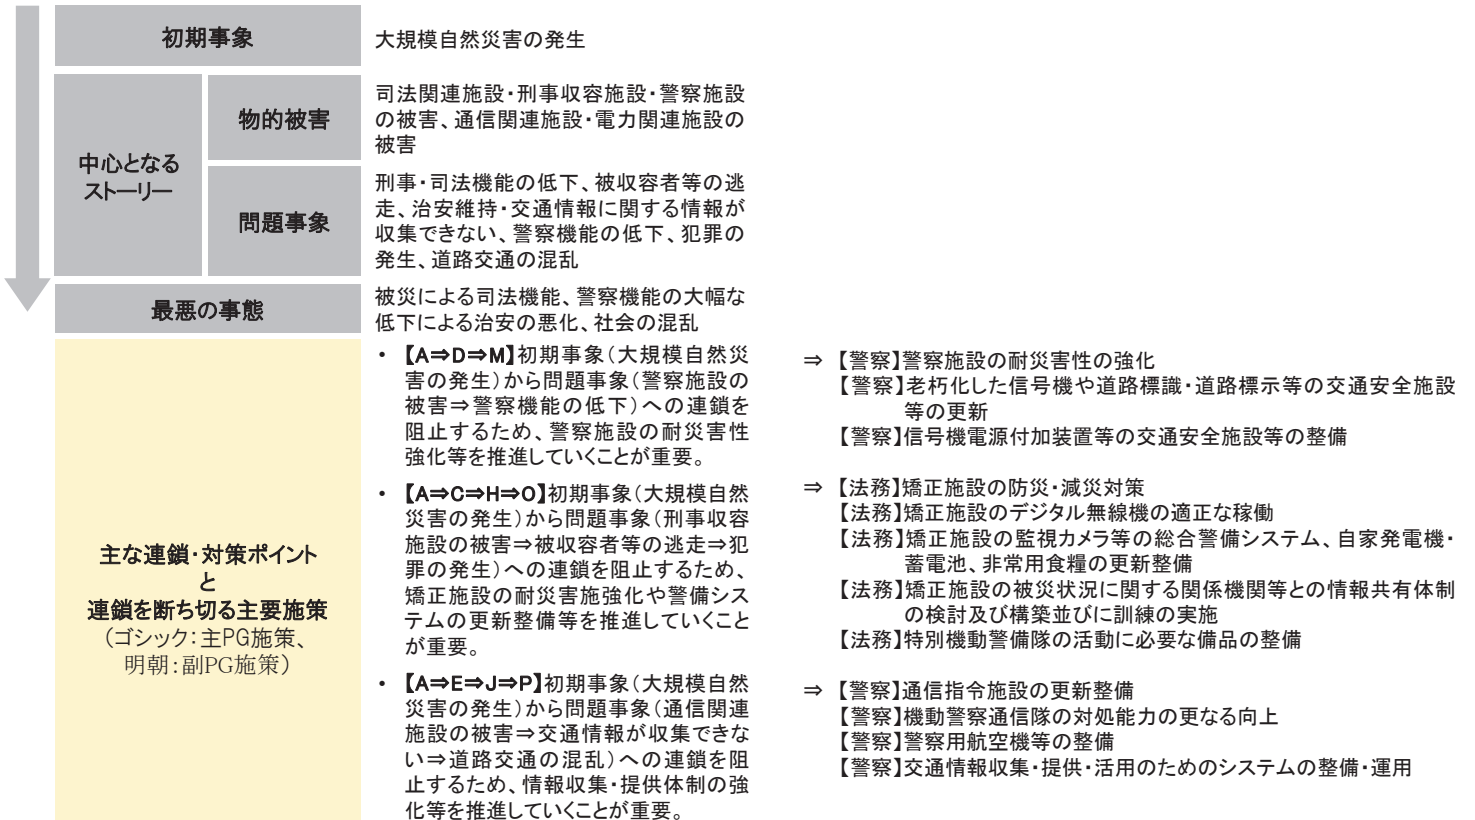 初期事象
大規模自然災害の発生
中心となる
ストーリー
物的被害
司法関連施設・刑事収容施設・警察施設
の被害、通信関連施設・電力関連施設の
被害
問題事象
刑事・司法機能の低下、被収容者等の逃
走、治安維持・交通情報に関する情報が
収集できない、警察機能の低下、犯罪の
発生、道路交通の混乱
最悪の事態
被災による司法機能、警察機能の大幅な
低下による治安の悪化、社会の混乱
主な連鎖・対策ポイント
と
連鎖を断ち切る主要施策
（ゴシック：主PG施策、
明朝：副PG施策）
・【A⇒D⇒M】初期事象（大規模自然災
害の発生）から問題事象（警察施設の
被害⇒警察機能の低下）への連鎖を
阻止するため、警察施設の耐災害性
強化等を推進していくことが重要。
⇒ 【警察】警察施設の耐災害性の強化
【警察】老朽化した信号機や道路標識・道路標示等の交通安全施設
等の更新
【警察】信号機電源付加装置等の交通安全施設等の整備
・【A⇒C⇒H⇒O】初期事象（大規模自然
災害の発生）から問題事象（刑事収容
施設の被害⇒被収容者等の逃走⇒犯
罪の発生）への連鎖を阻止するため、
矯正施設の耐災害施強化や警備シス
テムの更新整備等を推進していくこと
が重要。
⇒ 【法務】矯正施設の防災・減災対策
【法務】矯正施設のデジタル無線機の適正な稼働
【法務】矯正施設の監視カメラ等の総合警備システム、自家発電機・
蓄電池、非常用食糧の更新整備
【法務】矯正施設の被災状況に関する関係機関等との情報共有体制
の検討及び構築並びに訓練の実施
【法務】特別機動警備隊の活動に必要な備品の整備
・【A⇒E⇒J⇒P】初期事象（大規模自然
災害の発生）から問題事象（通信関連
施設の被害⇒交通情報が収集できな
い⇒道路交通の混乱）への連鎖を阻
止するため、情報収集・提供体制の強
化等を推進していくことが重要。
⇒ 【警察】通信指令施設の更新整備
【警察】機動警察通信隊の対処能力の更なる向上
【警察】警察用航空機等の整備
【警察】交通情報収集・提供・活用のためのシステムの整備・運用